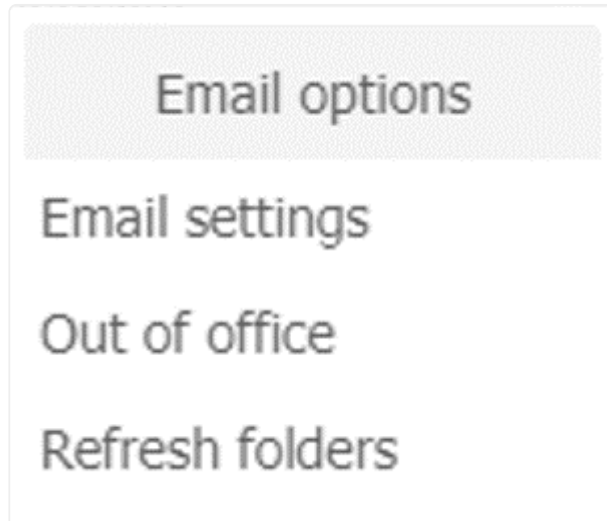 Email options
Email settings
Out of office
Refresh folders